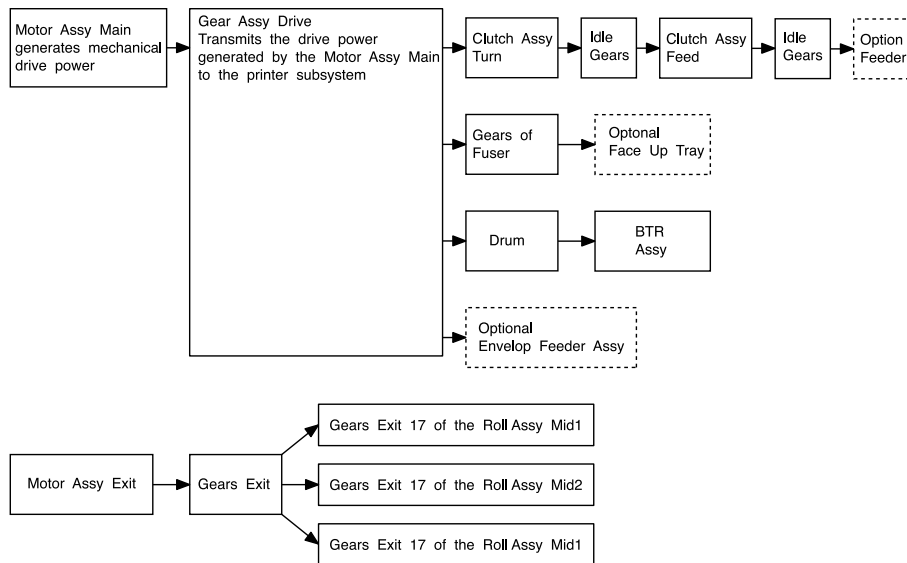 Motor Assy Main
generates mechanical
drive power
Gear Assy Drive
Transmits the drive power
generated by the Motor Assy Main
to the printer subsystem
Clutch Assy
Turn
Idle
Gears
Clutch Assy
Feed
Idle
Gears
Option
Feeder
Gears of
Fuser
Optonal
Face Up Tray
Drum
BTR
Assy
Optional
Envelop Feeder Assy
Motor Assy Exit
Gears Exit
Gears Exit 17 of the Roll Assy Mid1
Gears Exit 17 of the Roll Assy Mid2
Gears Exit 17 of the Roll Assy Mid1